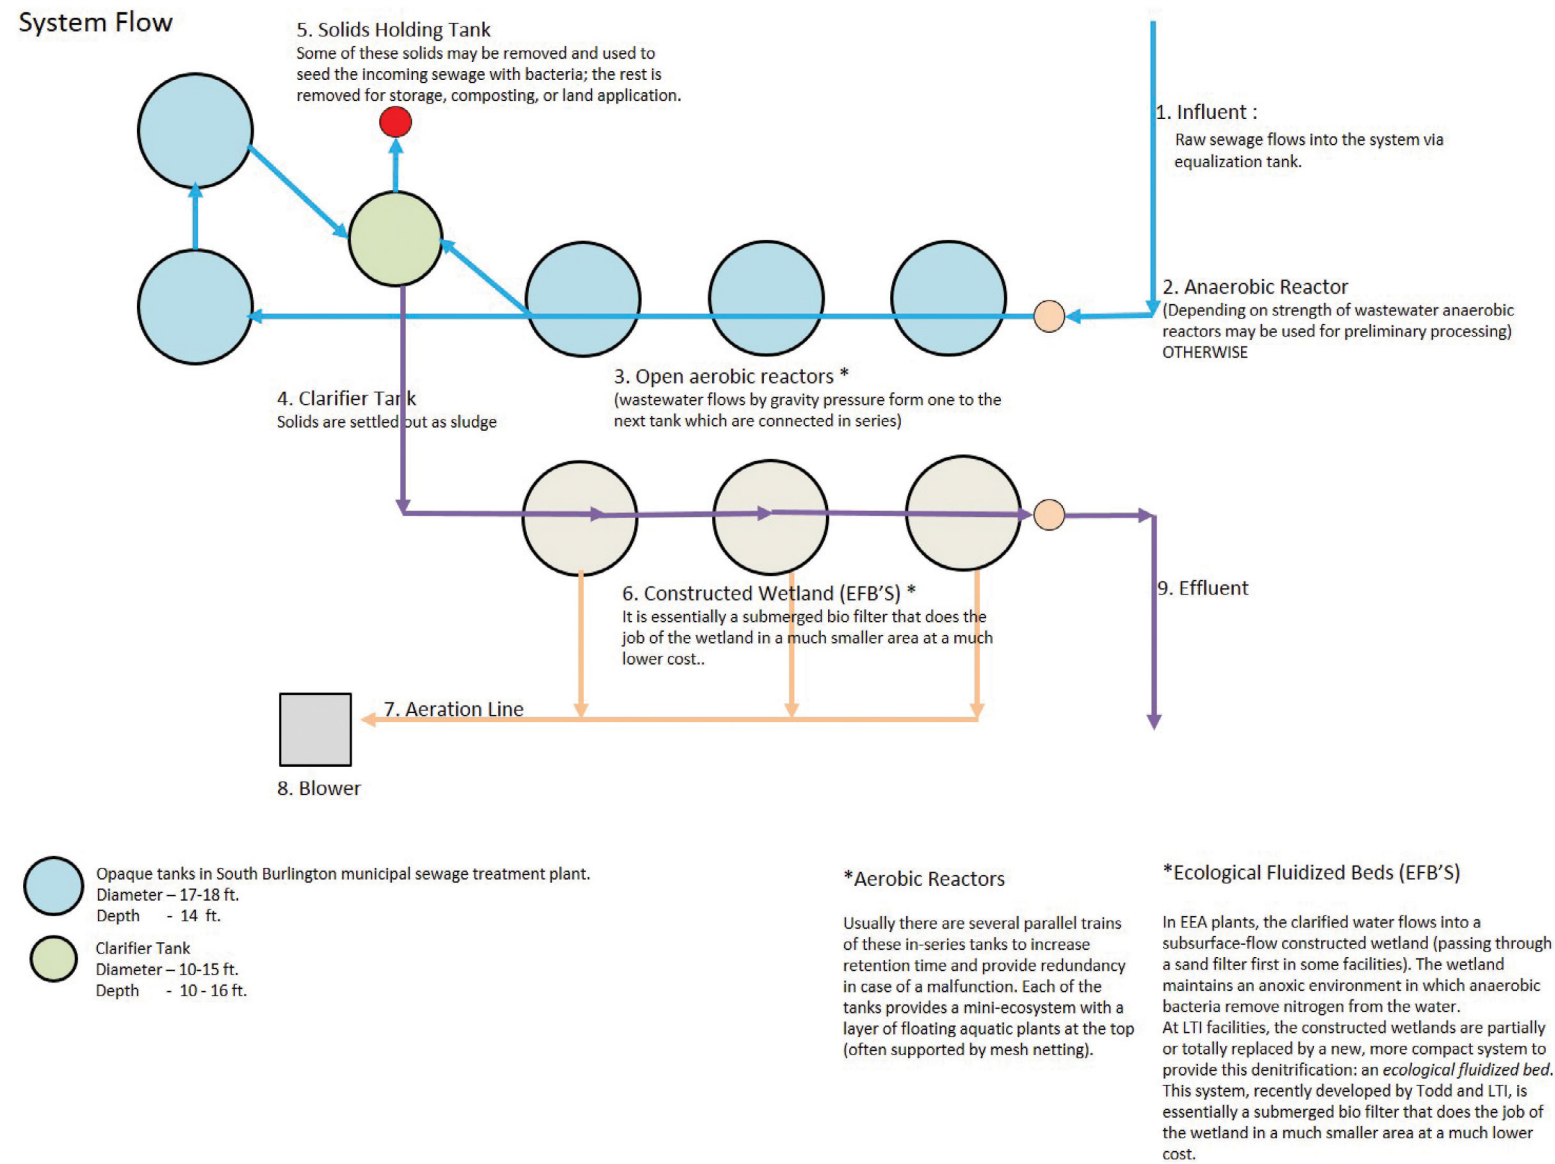 System Flow
5. Solids Holding Tank
Some of these solids may be removed and used to
seed the incoming sewage with bacteria; the rest is
removed for storage, composting, or land application.
1. Influent :
Raw sewage flows into the system via
equalization tank.
2. Anaerobic Reactor
(Depending on strength of wastewater anaerobic
reactors may be used for preliminary processing)
OTHERWISE
3. Open aerobic reactors *
(wastewater flows by gravity pressure form one to the
next tank which are connected in series)
4. Clarifier Tank
Solids are settled out as sludge
6. Constructed Wetland (EFB'S) *
It is essentially a submerged bio filter that does the
job of the wetland in a much smaller area at a much
lower cost..
9. Effluent
7. Aeration Line
8. Blower
Opaque tanks in South Burlington municipal sewage treatment plant.
Diameter – 17-18 ft.
Depth - 14 ft.
Clarifier Tank
Diameter – 10-15 ft.
Depth - 10 - 16 ft.
*Aerobic Reactors
Usually there are several parallel trains
of these in-series tanks to increase
retention time and provide redundancy
in case of a malfunction. Each of the
tanks provides a mini-ecosystem with a
layer of floating aquatic plants at the top
(often supported by mesh netting).
*Ecological Fluidized Beds (EFB'S)
In EEA plants, the clarified water flows into a
subsurface-flow constructed wetland (passing through
a sand filter first in some facilities). The wetland
maintains an anoxic environment in which anaerobic
bacteria remove nitrogen from the water.
At LTI facilities, the constructed wetlands are partially
or totally replaced by a new, more compact system to
provide this denitrification: an ecological fluidized bed.
This system, recently developed by Todd and LTI, is
essentially a submerged bio filter that does the job of
the wetland in a much smaller area at a much lower
cost.